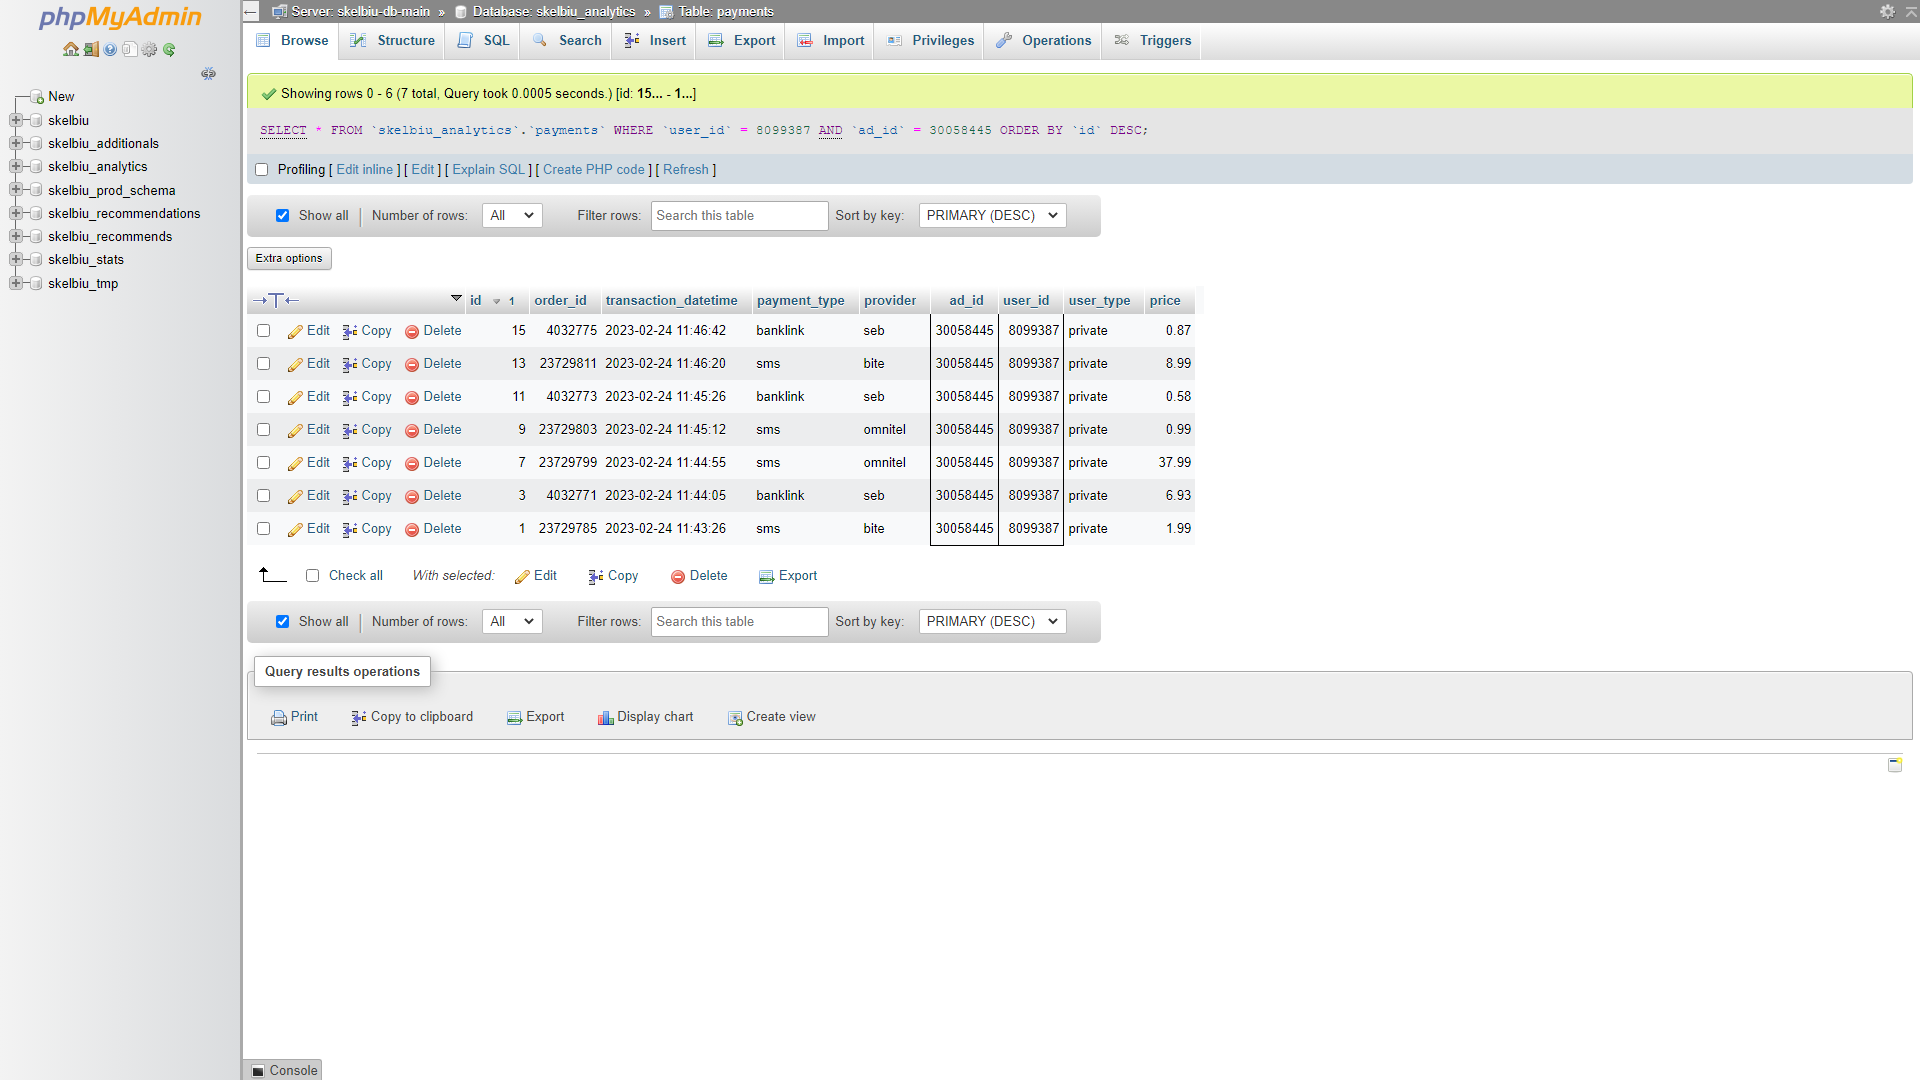 phpMyAdmin
New
skelbiu
skelbiu_additionals
skelbiu_analytics
skelbiu_prod_schema
skelbiu_recommendations
skelbiu_recommends
skelbiu_stats
skelbiu_tmp
Server: skelbiu-db-main » Database: skelbiu_analytics » Table: payments
Browse Structure SQL Search Insert Export Import Privileges Operations Triggers
Showing rows 0 - 6 (7 total, Query took 0.0005 seconds.) [id: 15... - 1...]
SELECT * FROM `skelbiu_analytics`.`payments` WHERE `user_id` = 8099387 AND `ad_id` = 30058445 ORDER BY `id` DESC;
Profiling [ Edit inline ] [ Edit ] [ Explain SQL ] [ Create PHP code ] [ Refresh ]
Show all Number of rows: All Filter rows: Search this table Sort by key: PRIMARY (DESC)
Extra options
id 1 order_id transaction_datetime payment_type provider ad_id user_id user_type price
Edit Copy Delete 15 4032775 2023-02-24 11:46:42 banklink seb 30058445 8099387 private 0.87
Edit Copy Delete 13 23729811 2023-02-24 11:46:20 sms bite 30058445 8099387 private 8.99
Edit Copy Delete 11 4032773 2023-02-24 11:45:26 banklink seb 30058445 8099387 private 0.58
Edit Copy Delete 9 23729803 2023-02-24 11:45:12 sms omnitel 30058445 8099387 private 0.99
Edit Copy Delete 7 23729799 2023-02-24 11:44:55 sms omnitel 30058445 8099387 private 37.99
Edit Copy Delete 3 4032771 2023-02-24 11:44:05 banklink seb 30058445 8099387 private 6.93
Edit Copy Delete 1 23729785 2023-02-24 11:43:26 sms bite 30058445 8099387 private 1.99
Check all With selected: Edit Copy Delete Export
Show all Number of rows: All Filter rows: Search this table Sort by key: PRIMARY (DESC)
Query results operations
Print Copy to clipboard Export Display chart Create view
Console